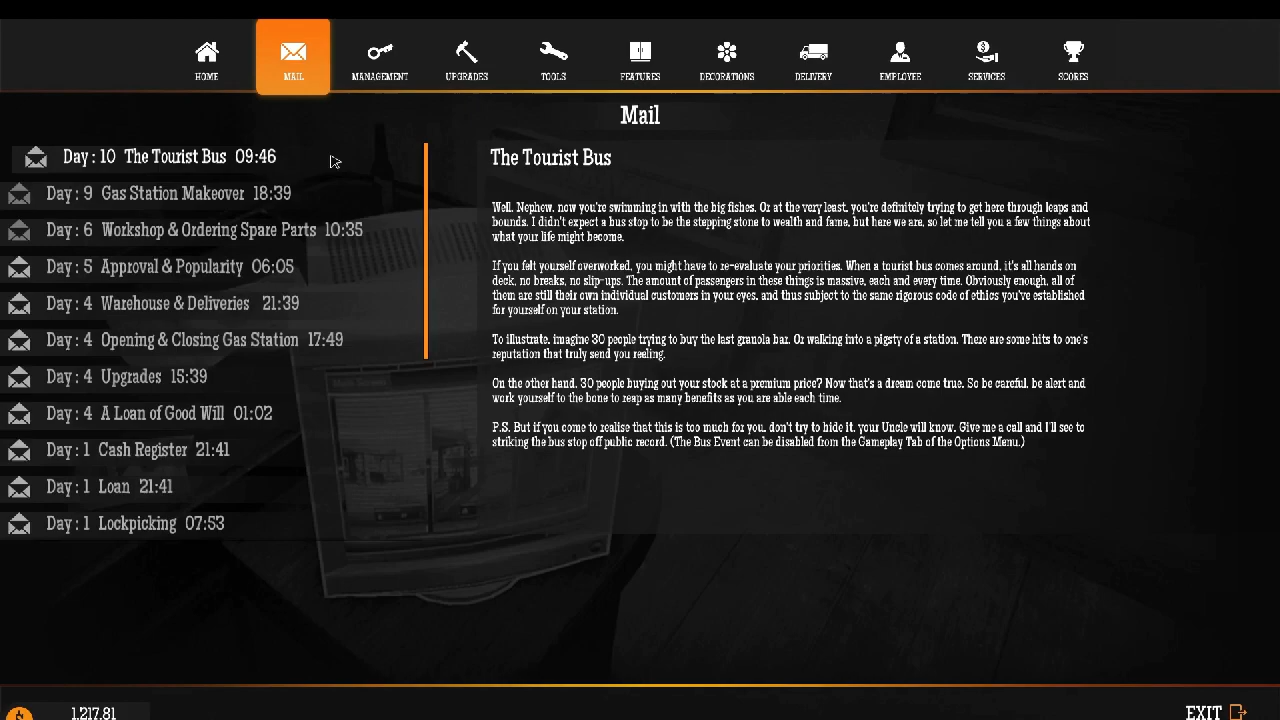 HOME
MAIL
MANAGEMENT
UPGRADES
TOOLS
FEATURES
DECORATIONS
DELIVERY
EMPLOYEE
SERVICES
SCORES
Mail
Day : 10 The Tourist Bus 09:46
Day : 9 Gas Station Makeover 18:39
Day : 6 Workshop & Ordering Spare Parts 10:35
Day : 5 Approval & Popularity 06:05
Day : 4 Warehouse & Deliveries 21:39
Day : 4 Opening & Closing Gas Station 17:49
Day : 4 Upgrades 15:39
Day : 4 A Loan of Good Will 01:02
Day : 1 Cash Register 21:41
Day : 1 Loan 21:41
Day : 1 Lockpicking 07:53
The Tourist Bus
Well, Nephew, now you're swimming in with the big fishes. Or at the very least, you're definitely trying to get here through leaps and
bounds. I didn't expect a bus stop to be the stepping stone to wealth and fame, but here we are, so let me tell you a few things about
what your life might become.
If you felt yourself overworked, you might have to re-evaluate your priorities. When a tourist bus comes around, it's all hands on
deck, no breaks, no slip-ups. The amount of passengers in these things is massive, each and every time. Obviously enough, all of
them are still their own individual customers in your eyes, and thus subject to the same rigorous code of ethics you've established
for yourself on your station.
To illustrate, imagine 30 people trying to buy the last granola bar. Or walking into a pigsty of a station. There are some hits to one's
reputation that truly send you reeling.
On the other hand, 30 people buying out your stock at a premium price? Now that's a dream come true. So be careful, be alert and
work yourself to the bone to reap as many benefits as you are able each time.
P.S. But if you come to realise that this is too much for you, don't try to hide it, your Uncle will know. Give me a call and I'll see to
striking the bus stop off public record. (The Bus Event can be disabled from the Gameplay Tab of the Options Menu.)
1,217.81
EXIT